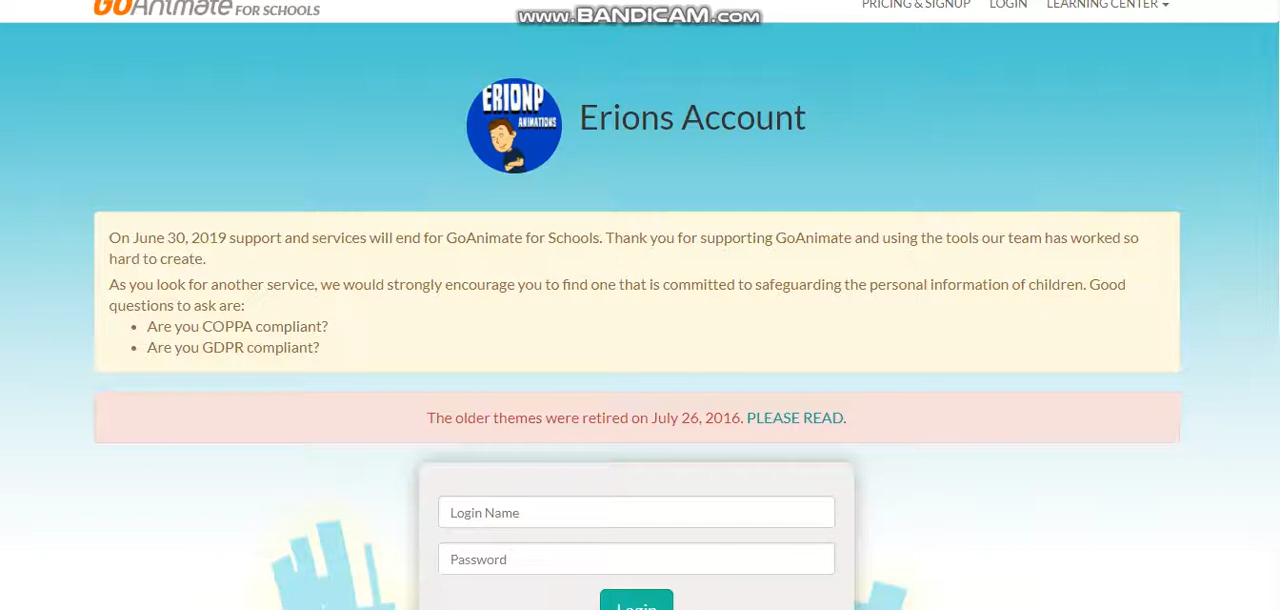 GOAnimate FOR SCHOOLS
www.BANDICAM.com
PRICING & SIGNUP LOGIN LEARNING CENTER
ERIONP
ANIMATIONS
Erions Account
On June 30, 2019 support and services will end for GoAnimate for Schools. Thank you for supporting GoAnimate and using the tools our team has worked so
hard to create.
As you look for another service, we would strongly encourage you to find one that is committed to safeguarding the personal information of children. Good
questions to ask are:
• Are you COPPA compliant?
• Are you GDPR compliant?
The older themes were retired on July 26, 2016. PLEASE READ.
Login Name
Password
Login